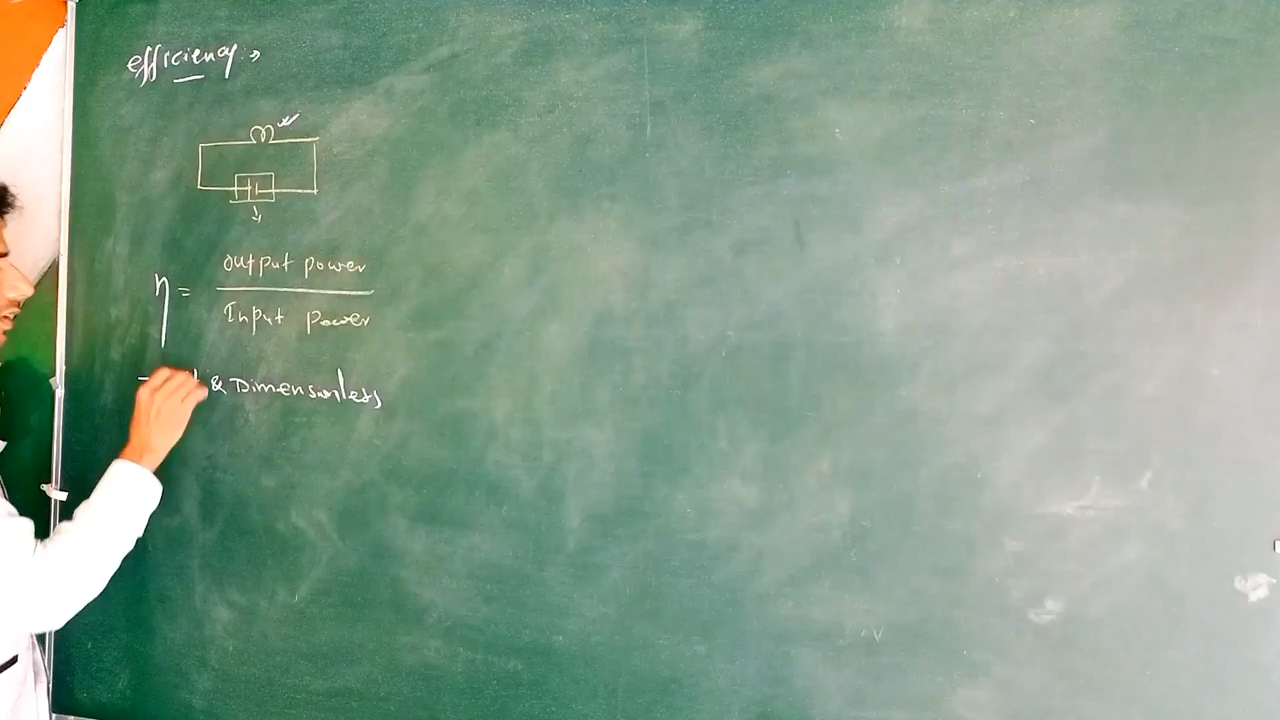 efficiency :→
η = output power
Input power
& Dimensionless